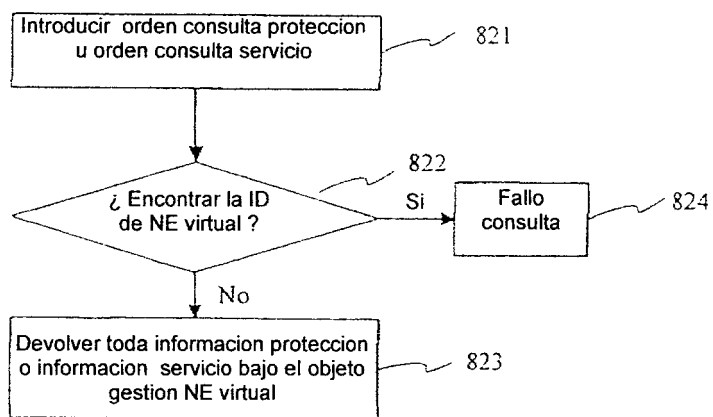 Introducir orden consulta proteccion
u orden consulta servicio
821
822
¿ Encontrar la ID
de NE virtual ?
Si
Fallo
consulta
824
No
Devolver toda informacion proteccion
o informacion servicio bajo el objeto
gestion NE virtual
823